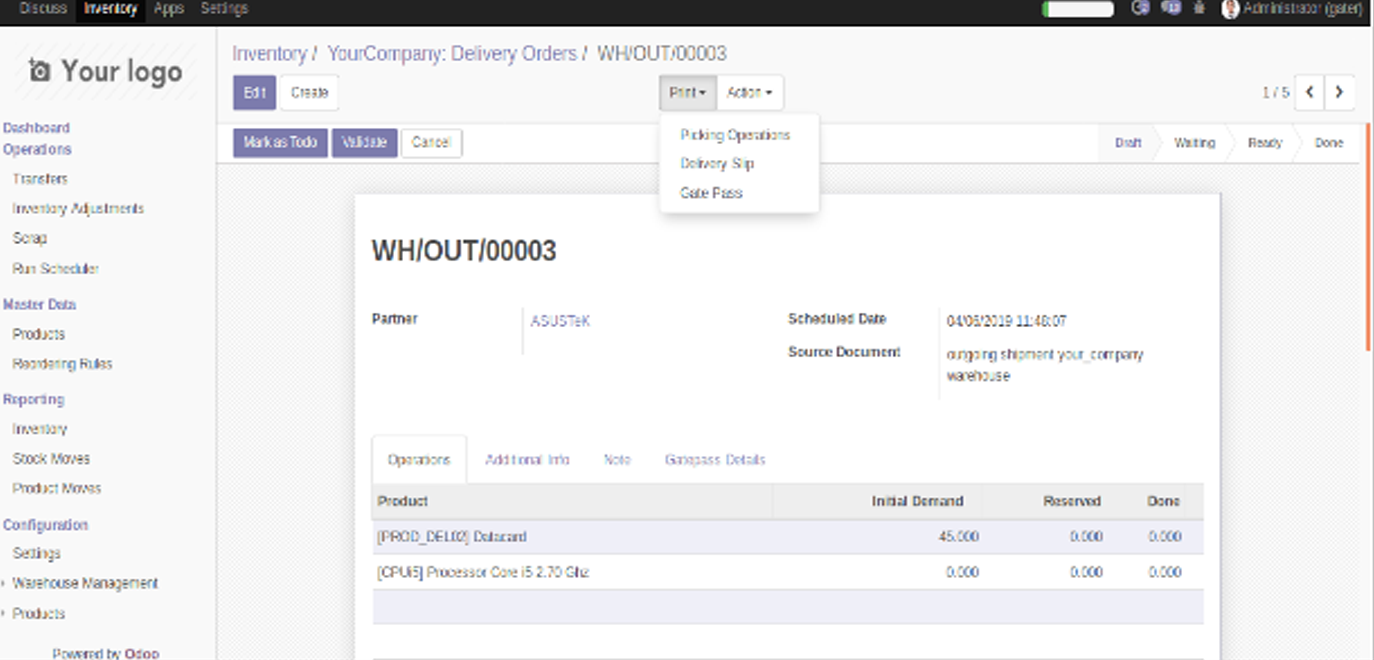 Discuss Inventory Apps Settings
Administrator (gater)
Your logo
Inventory / YourCompany: Delivery Orders / WH/OUT/00003
Edit Create Print Action 1 / 5
Dashboard
Operations
Transfers
Inventory Adjustments
Scrap
Run Scheduler
Master Data
Products
Reordering Rules
Reporting
Inventory
Stock Moves
Product Moves
Configuration
Settings
Warehouse Management
Products
Powered by Odoo
Mark as Todo Validate Cancel Draft Waiting Ready Done
Picking Operations
Delivery Slip
Gate Pass
WH/OUT/00003
Partner ASUSTeK Scheduled Date 04/06/2019 11:48:07
Source Document outgoing shipment your_company
warehouse
Operations Additional Info Note Gatepass Details
Product Initial Demand Reserved Done
[PROD_DEL02] Datacard 45.000 0.000 0.000
[CPUi5] Processor Core i5 2.70 Ghz 0.000 0.000 0.000